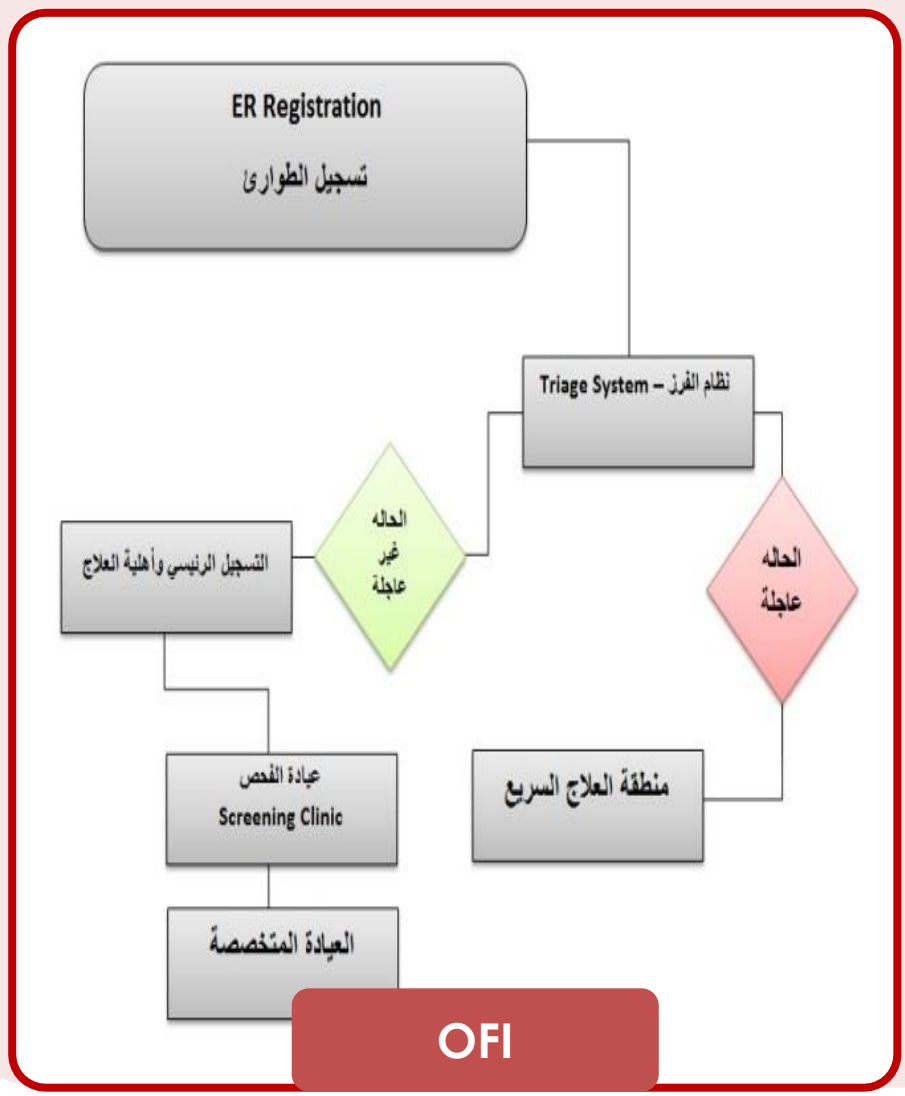 ER Registration
تسجيل الطوارئ
Triage System – نظام الفرز
الحاله
غير
عاجلة
الحاله
عاجلة
التسجيل الرئيسي وأهلية العلاج
عيادة الفحص
Screening Clinic
منطقة العلاج السريع
العيادة المتخصصة
OFI